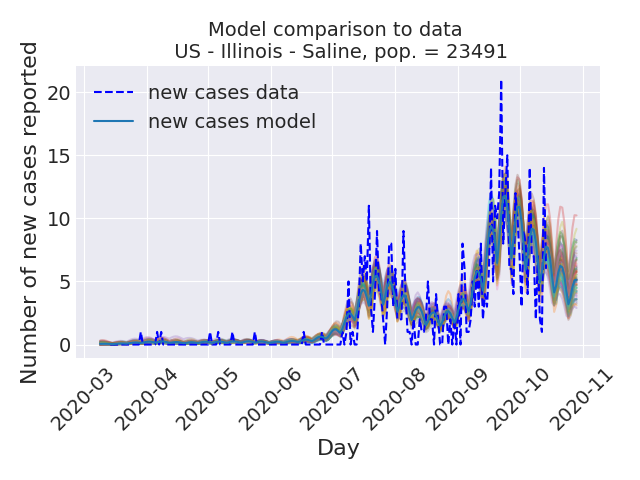 Model comparison to data
US - Illinois - Saline, pop. = 23491
Number of new cases reported
20
15
10
5
0
new cases data
new cases model
2020-03
2020-04
2020-05
2020-06
2020-07
2020-08
2020-09
2020-10
2020-11
Day